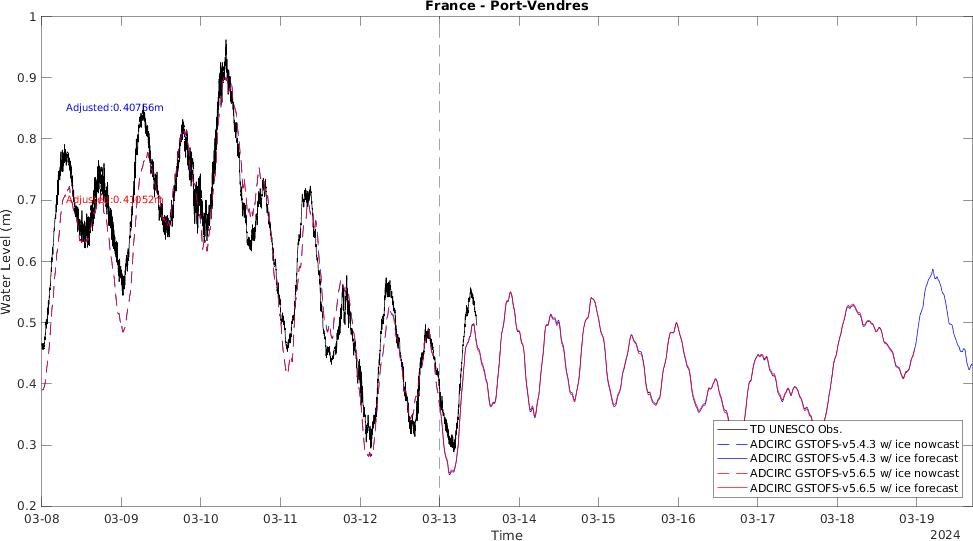 France - Port-Vendres
1
0.9
0.8
0.7
0.6
0.5
0.4
0.3
0.2
Water Level (m)
Adjusted:0.40766m
Adjusted:0.41052m
TD UNESCO Obs.
ADCIRC GSTOFS-v5.4.3 w/ ice nowcast
ADCIRC GSTOFS-v5.4.3 w/ ice forecast
ADCIRC GSTOFS-v5.6.5 w/ ice nowcast
ADCIRC GSTOFS-v5.6.5 w/ ice forecast
03-08 03-09 03-10 03-11 03-12 03-13 03-14 03-15 03-16 03-17 03-18 03-19
Time
2024